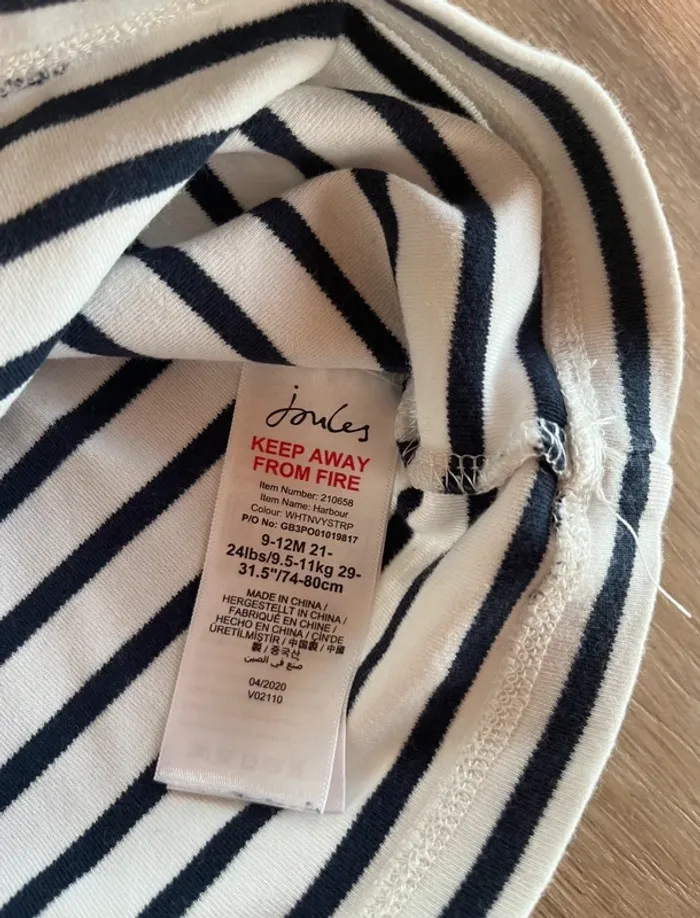 Joules
KEEP AWAY
FROM FIRE
Item Number: 210658
Item Name: Harbour
Colour: WHTNVYSTRP
P/O No: GB3PO01019817
9-12M 21-
24lbs/9.5-11kg 29-
31.5"/74-80cm
MADE IN CHINA /
HERGESTELLT IN CHINA /
FABRIQUÉ EN CHINE /
HECHO EN CHINA / ÇİN'DE
ÜRETİLMİŞTİR / 中国製 / 中國
製 / 중국산
صنع في الصين
04/2020
V02110